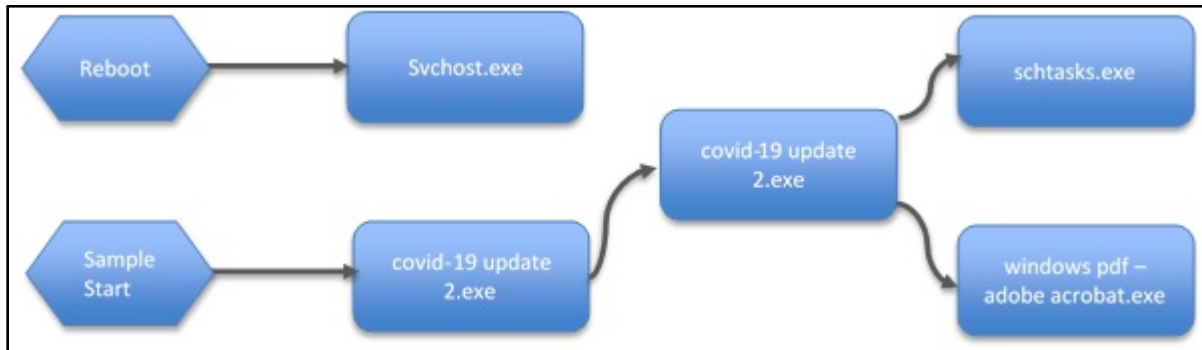 Reboot
Svchost.exe
schtasks.exe
covid-19 update
2.exe
Sample
Start
covid-19 update
2.exe
windows pdf –
adobe acrobat.exe